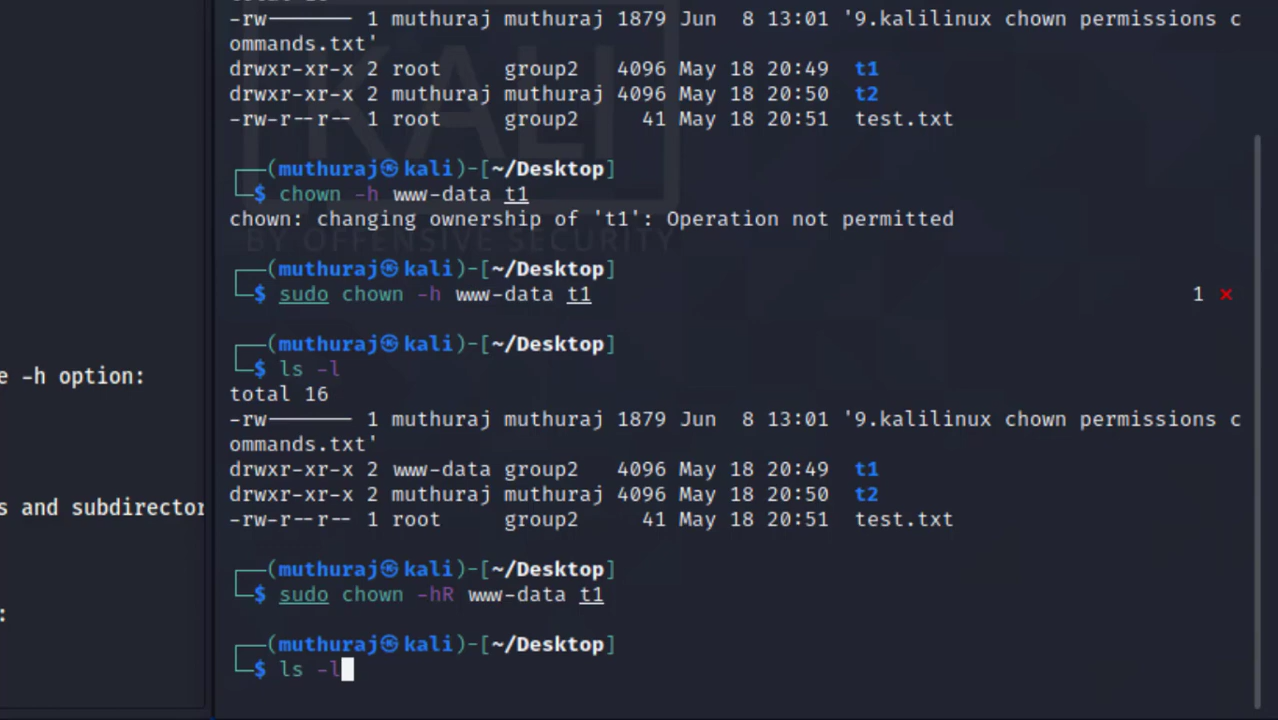 -rw------- 1 muthuraj muthuraj 1879 Jun  8 13:01 '9.kalilinux chown permissions c
ommands.txt'
drwxr-xr-x 2 root     group2   4096 May 18 20:49  t1
drwxr-xr-x 2 muthuraj muthuraj 4096 May 18 20:50  t2
-rw-r--r-- 1 root     group2     41 May 18 20:51  test.txt
KALI
┌──(muthuraj㉿kali)-[~/Desktop]
└─$ chown -h www-data t1
chown: changing ownership of 't1': Operation not permitted
BY OFFENSIVE SECURITY
┌──(muthuraj㉿kali)-[~/Desktop]
└─$ sudo chown -h www-data t1    1 ⨯
┌──(muthuraj㉿kali)-[~/Desktop]
└─$ ls -l
e -h option:
total 16
-rw------- 1 muthuraj muthuraj 1879 Jun  8 13:01 '9.kalilinux chown permissions c
ommands.txt'
drwxr-xr-x 2 www-data group2   4096 May 18 20:49  t1
drwxr-xr-x 2 muthuraj muthuraj 4096 May 18 20:50  t2
s and subdirector
-rw-r--r-- 1 root     group2     41 May 18 20:51  test.txt
┌──(muthuraj㉿kali)-[~/Desktop]
└─$ sudo chown -hR www-data t1
:
┌──(muthuraj㉿kali)-[~/Desktop]
└─$ ls -l